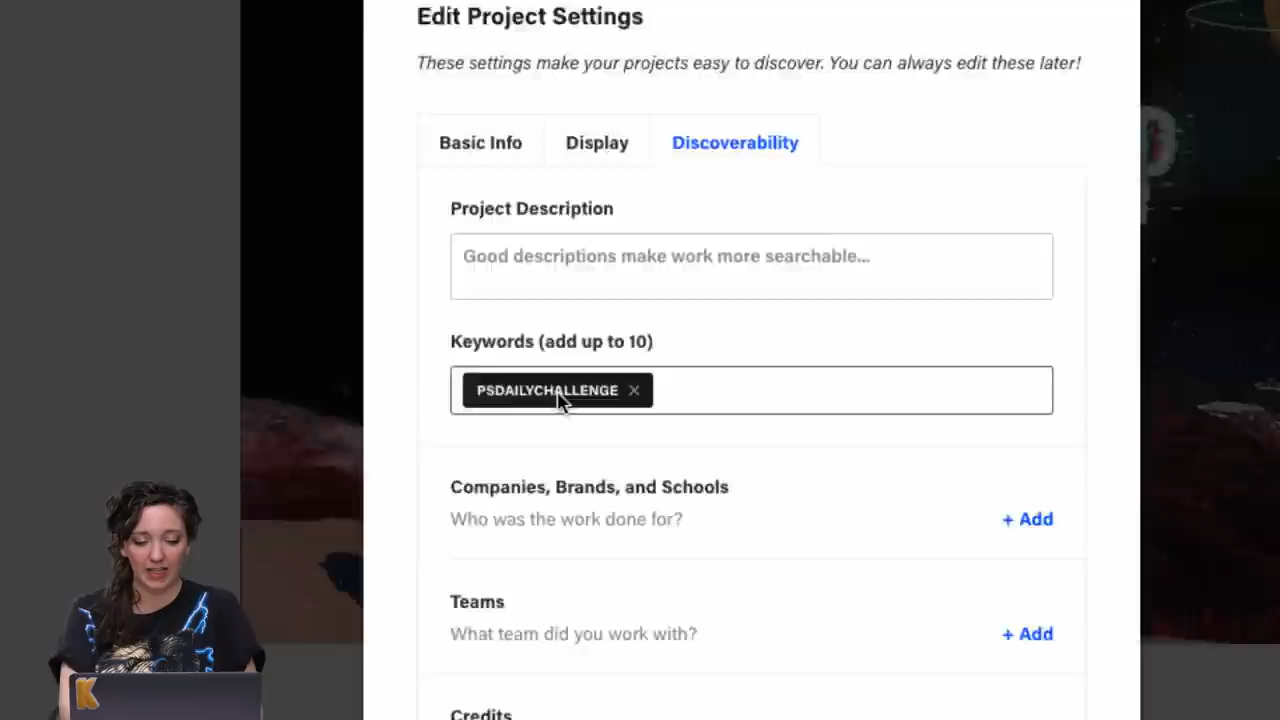 Edit Project Settings
These settings make your projects easy to discover. You can always edit these later!
Basic Info Display Discoverability
Project Description
Good descriptions make work more searchable...
Keywords (add up to 10)
PSDAILYCHALLENGE ×
Companies, Brands, and Schools
Who was the work done for?
+ Add
Teams
What team did you work with?
+ Add
Credits
K